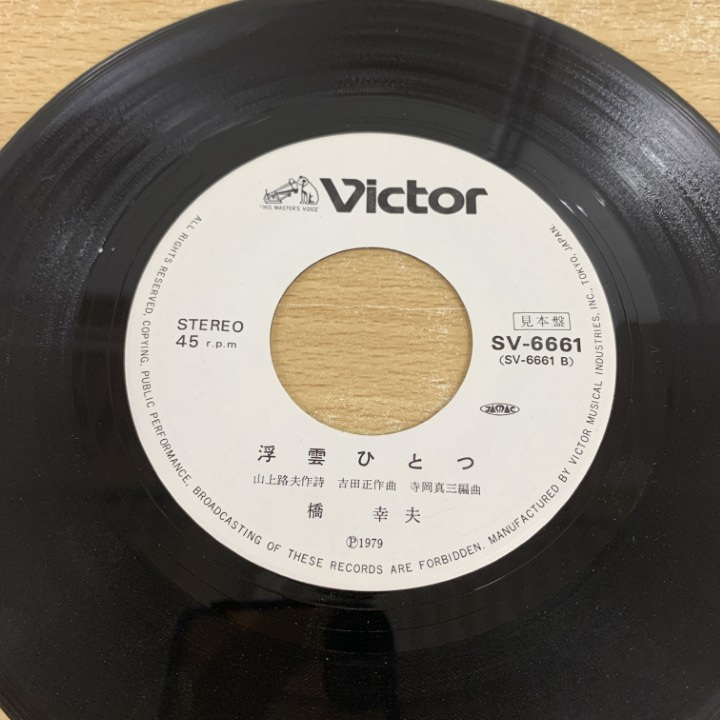 Victor
"HIS MASTER'S VOICE"
STEREO
45 r.p.m
見本盤
SV-6661
(SV-6661 B)
JASRAC
浮雲ひとつ
山上路夫作詩 吉田正作曲 寺岡真三編曲
橋 幸夫
Ⓟ1979
ALL RIGHTS RESERVED. COPYING, PUBLIC PERFORMANCE, BROADCASTING OF THESE RECORDS ARE FORBIDDEN. MANUFACTURED BY VICTOR MUSICAL INDUSTRIES, INC., TOKYO, JAPAN.